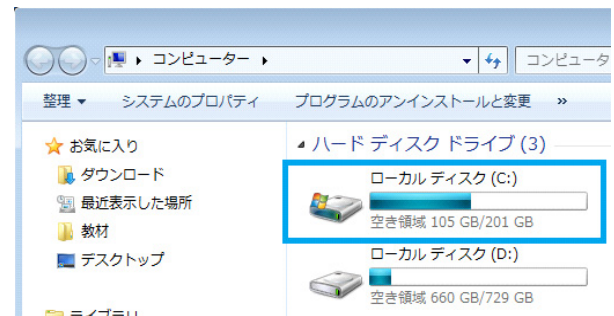 コンピューター
コンピュータ
整理 システムのプロパティ プログラムのアンインストールと変更 »
お気に入り
ダウンロード
最近表示した場所
教材
デスクトップ
ハード ディスク ドライブ (3)
ローカル ディスク (C:)
空き領域 105 GB/201 GB
ローカル ディスク (D:)
空き領域 660 GB/729 GB